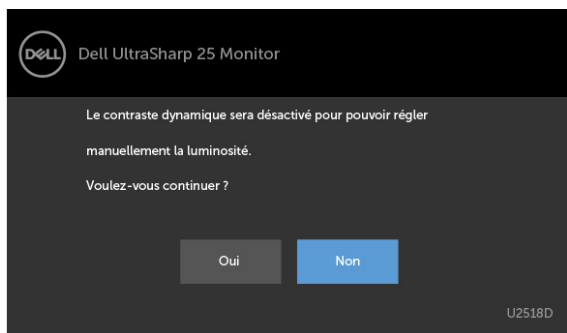 DELL
Dell UltraSharp 25 Monitor
Le contraste dynamique sera désactivé pour pouvoir régler
manuellement la luminosité.
Voulez-vous continuer ?
Oui
Non
U2518D